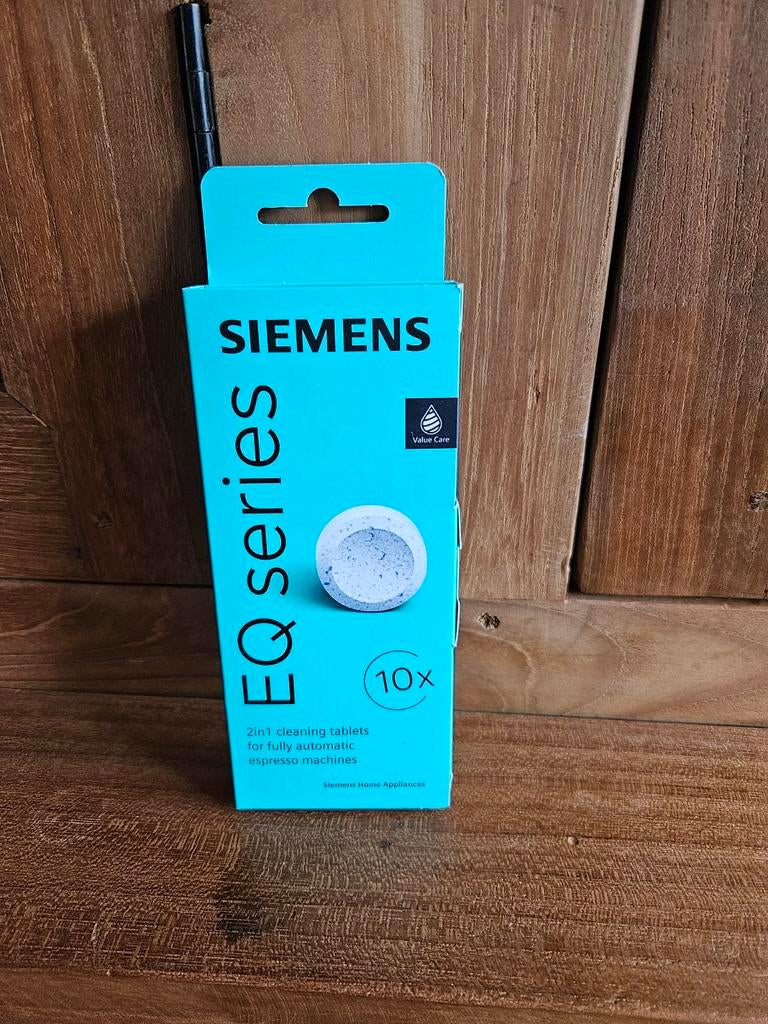 SIEMENS
EQ series
Value Care
10x
2in1 cleaning tablets
for fully automatic
espresso machines
Siemens Home Appliances